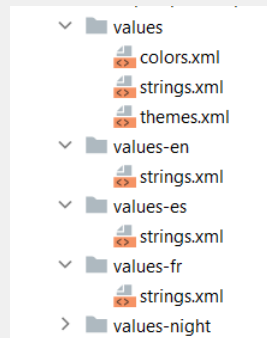 values
colors.xml
strings.xml
themes.xml
values-en
strings.xml
values-es
strings.xml
values-fr
strings.xml
values-night